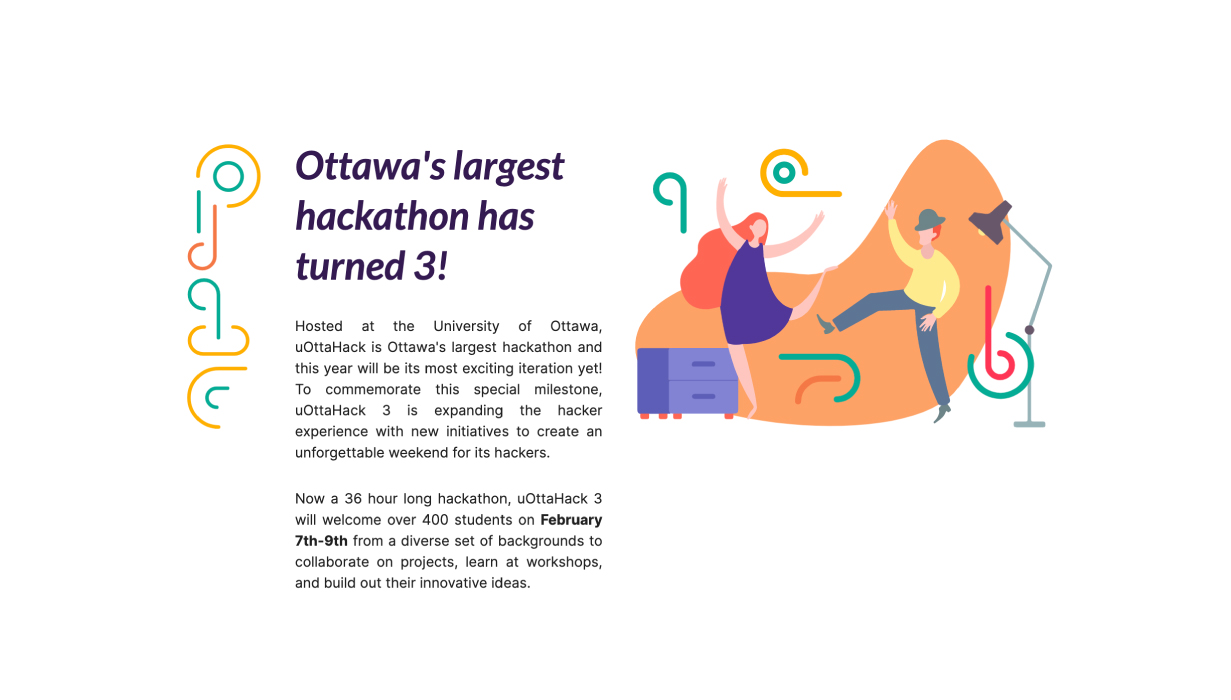 Ottawa's largest
hackathon has
turned 3!
Hosted at the University of Ottawa,
uOttaHack is Ottawa's largest hackathon and
this year will be its most exciting iteration yet!
To commemorate this special milestone,
uOttaHack 3 is expanding the hacker
experience with new initiatives to create an
unforgettable weekend for its hackers.
Now a 36 hour long hackathon, uOttaHack 3
will welcome over 400 students on February
7th-9th from a diverse set of backgrounds to
collaborate on projects, learn at workshops,
and build out their innovative ideas.